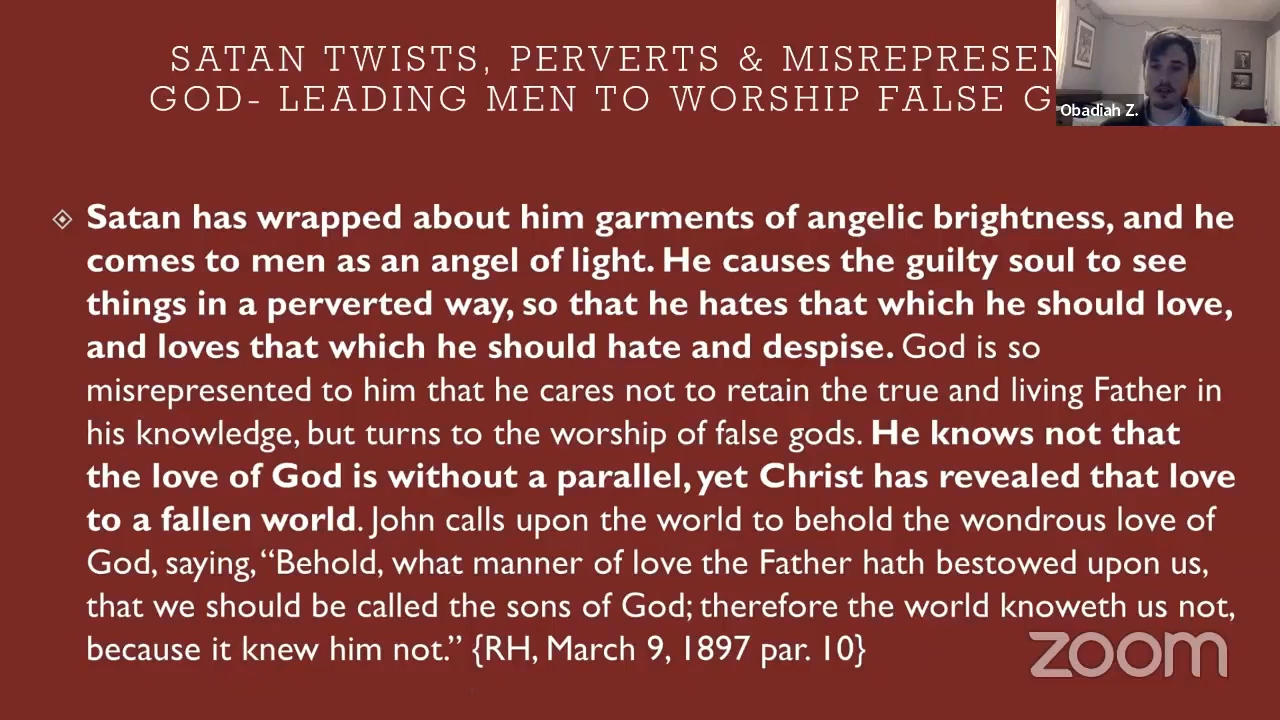 SATAN TWISTS, PERVERTS & MISREPRESEN
GOD- LEADING MEN TO WORSHIP FALSE G
Obadiah Z.
Satan has wrapped about him garments of angelic brightness, and he
comes to men as an angel of light. He causes the guilty soul to see
things in a perverted way, so that he hates that which he should love,
and loves that which he should hate and despise. God is so
misrepresented to him that he cares not to retain the true and living Father in
his knowledge, but turns to the worship of false gods. He knows not that
the love of God is without a parallel, yet Christ has revealed that love
to a fallen world. John calls upon the world to behold the wondrous love of
God, saying, “Behold, what manner of love the Father hath bestowed upon us,
that we should be called the sons of God; therefore the world knoweth us not,
because it knew him not.” {RH, March 9, 1897 par. 10}
zoom